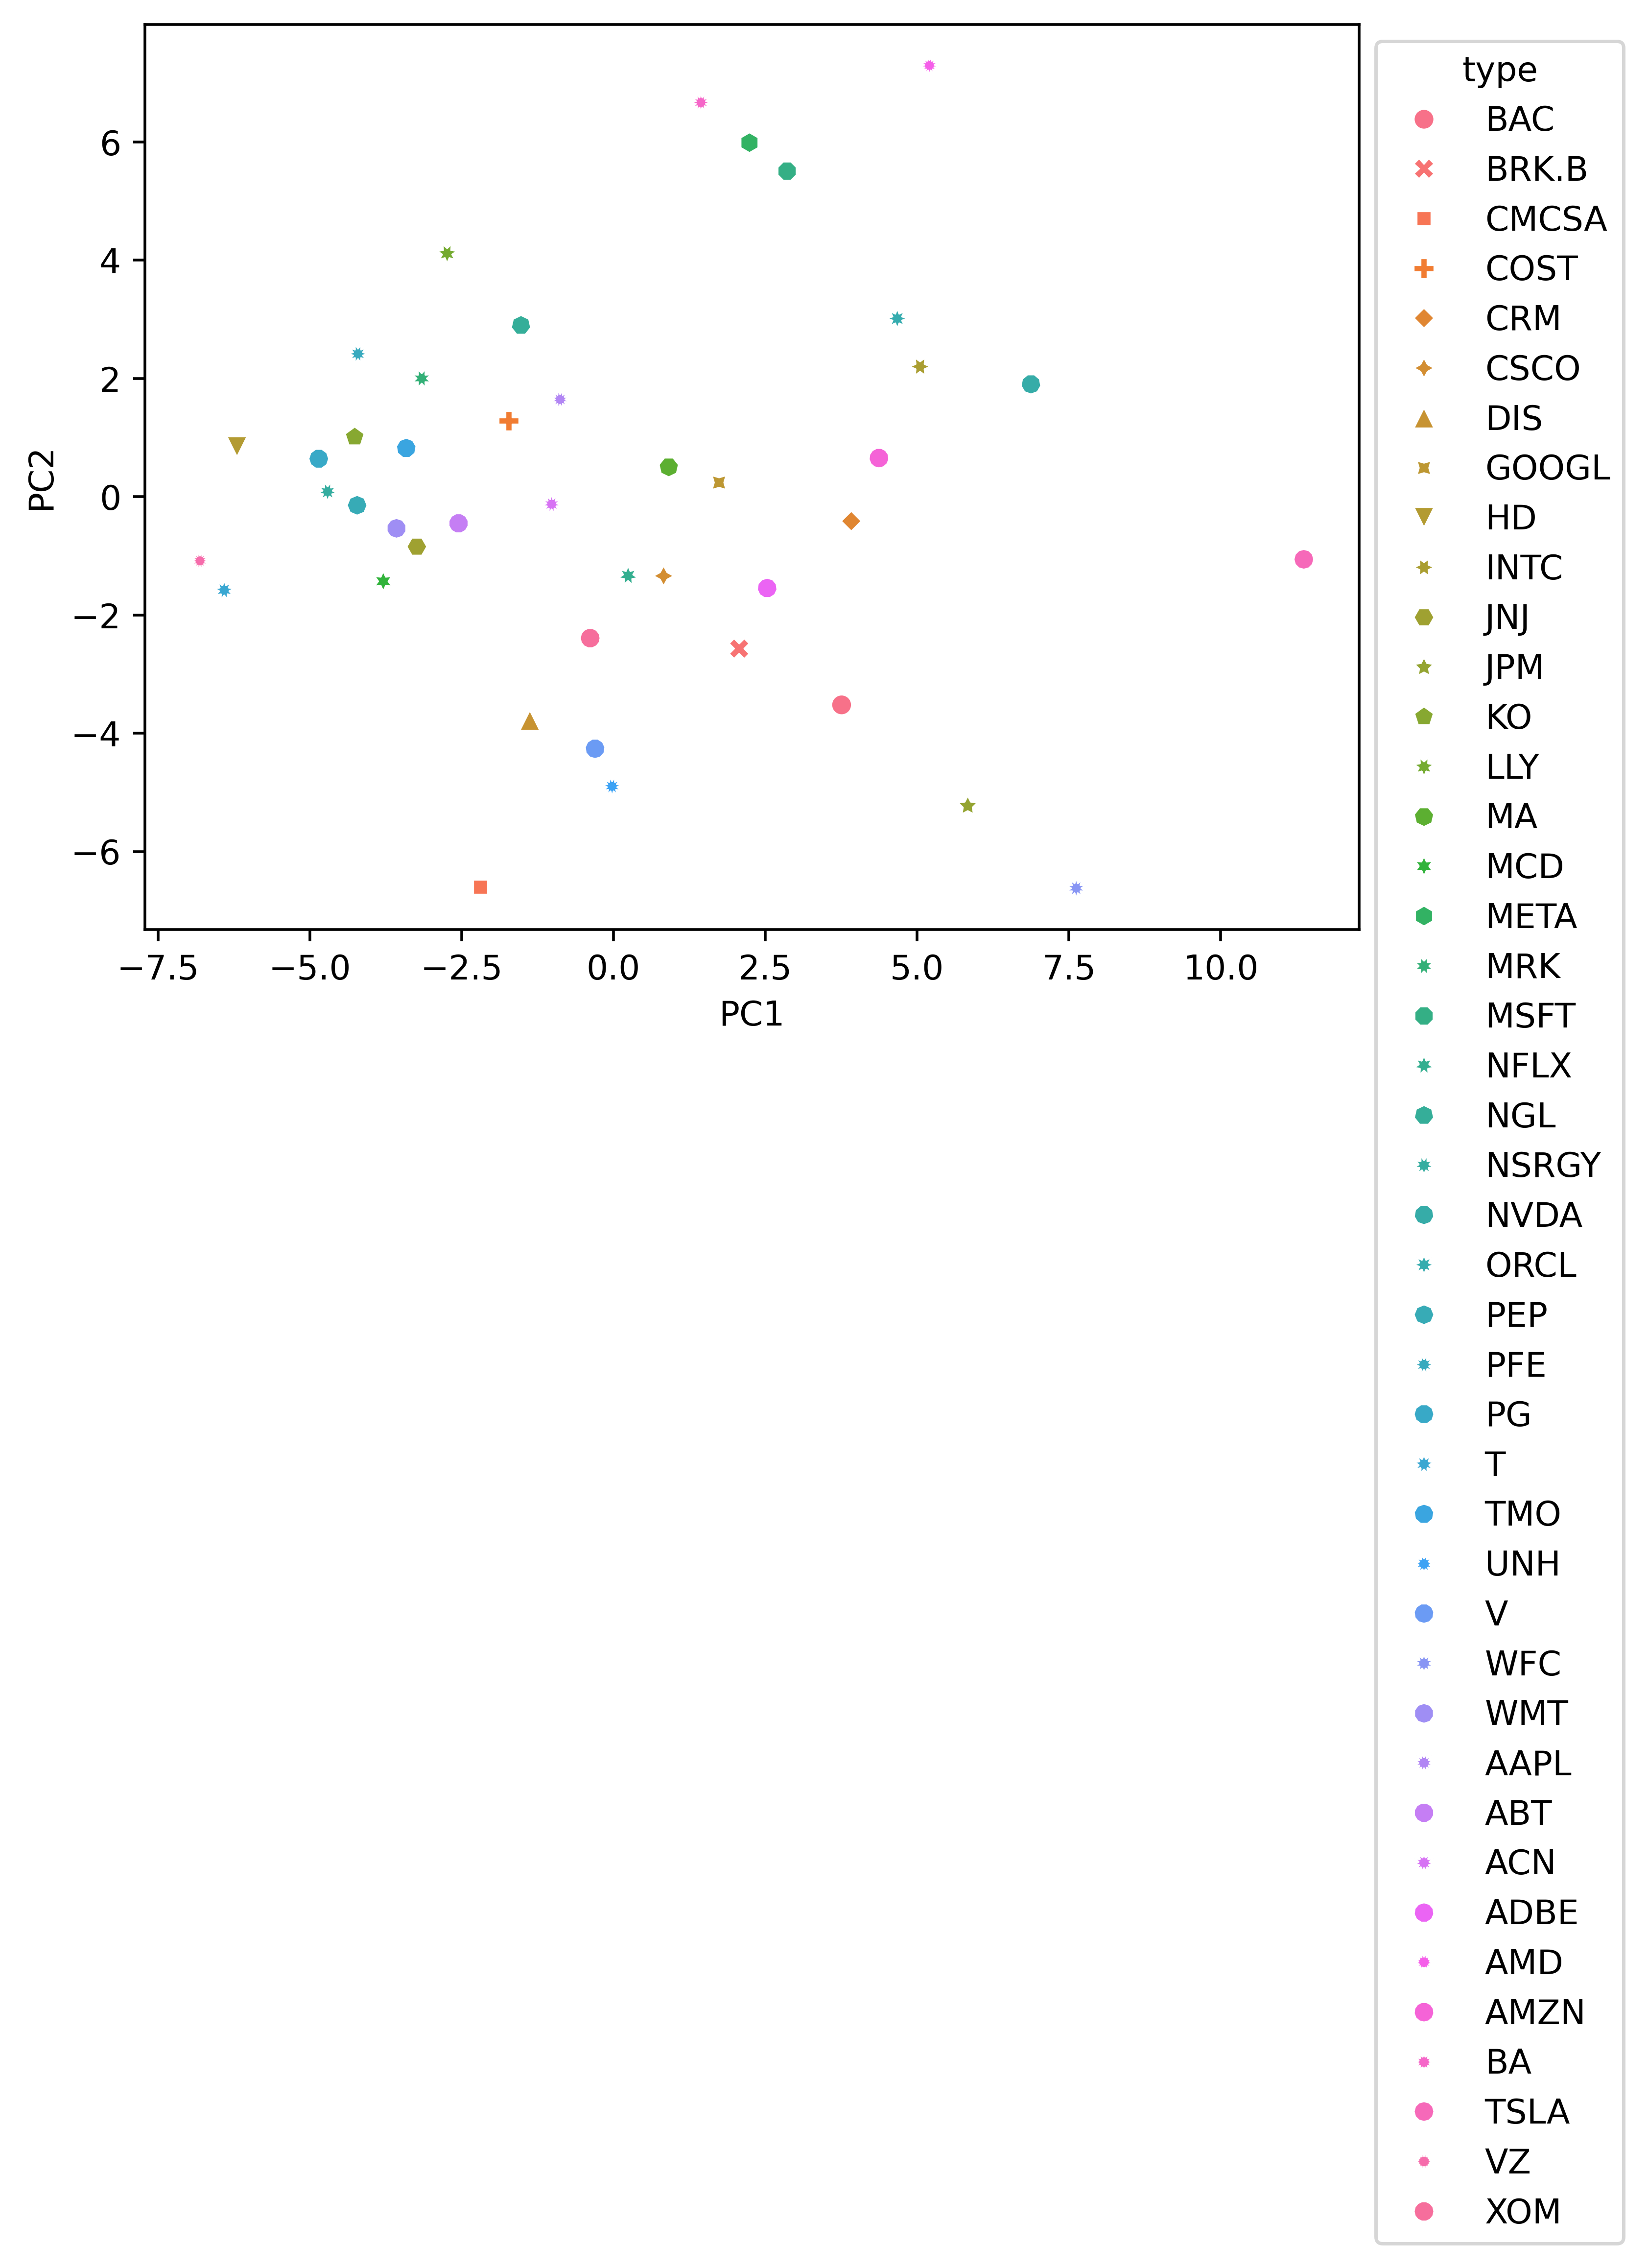 6
4
2
0
−2
−4
−6
PC2
−7.5 −5.0 −2.5 0.0 2.5 5.0 7.5 10.0
PC1
type
BAC
BRK.B
CMCSA
COST
CRM
CSCO
DIS
GOOGL
HD
INTC
JNJ
JPM
KO
LLY
MA
MCD
META
MRK
MSFT
NFLX
NGL
NSRGY
NVDA
ORCL
PEP
PFE
PG
T
TMO
UNH
V
WFC
WMT
AAPL
ABT
ACN
ADBE
AMD
AMZN
BA
TSLA
VZ
XOM